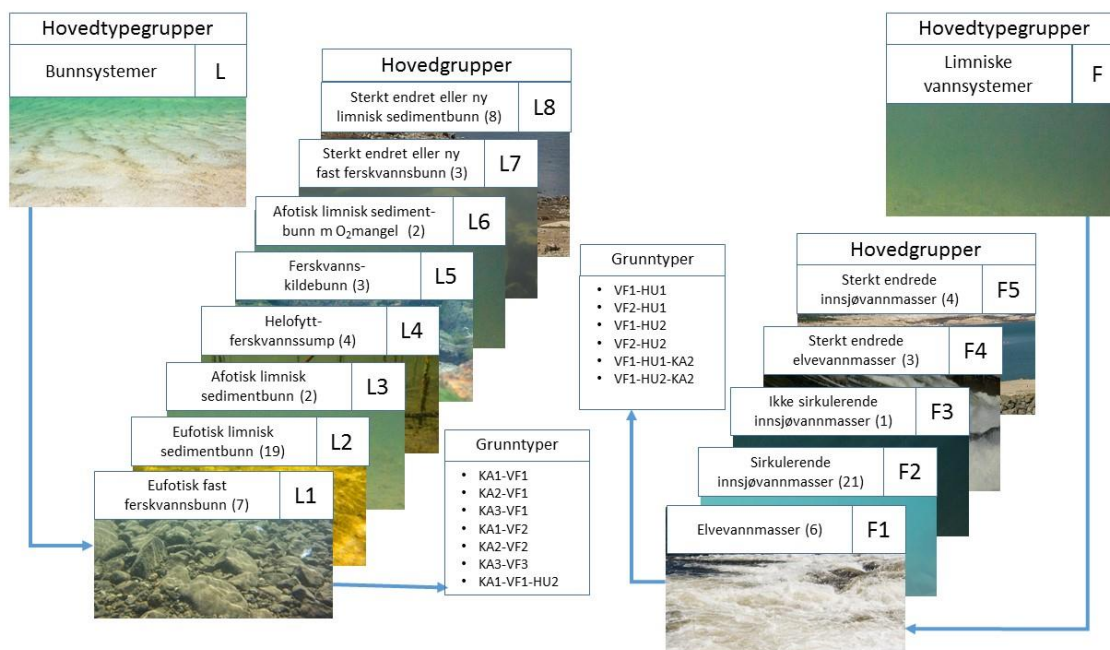 Hovedtypegrupper
Bunnsystemer
L
Hovedgrupper
Sterkt endret eller ny
limnisk sedimentbunn (8)
L8
Sterkt endret eller ny
fast ferskvannsbunn (3)
L7
Afotisk limnisk sediment-
bunn m O₂mangel (2)
L6
Ferskvanns-
kildebunn (3)
L5
Helofytt-
ferskvannssump (4)
L4
Afotisk limnisk
sedimentbunn (2)
L3
Eufotisk limnisk
sedimentbunn (19)
L2
Eufotisk fast
ferskvannsbunn (7)
L1
Grunntyper
• KA1-VF1
• KA2-VF1
• KA3-VF1
• KA1-VF2
• KA2-VF2
• KA3-VF3
• KA1-VF1-HU2
Hovedtypegrupper
Limniske
vannsystemer
F
Hovedgrupper
Sterkt endrede
innsjøvannmasser (4)
F5
Sterkt endrede
elvevannmasser (3)
F4
Ikke sirkulerende
innsjøvannmasser (1)
F3
Sirkulerende
innsjøvannmasser (21)
F2
Elvevannmasser (6)
F1
Grunntyper
• VF1-HU1
• VF2-HU1
• VF1-HU2
• VF2-HU2
• VF1-HU1-KA2
• VF1-HU2-KA2